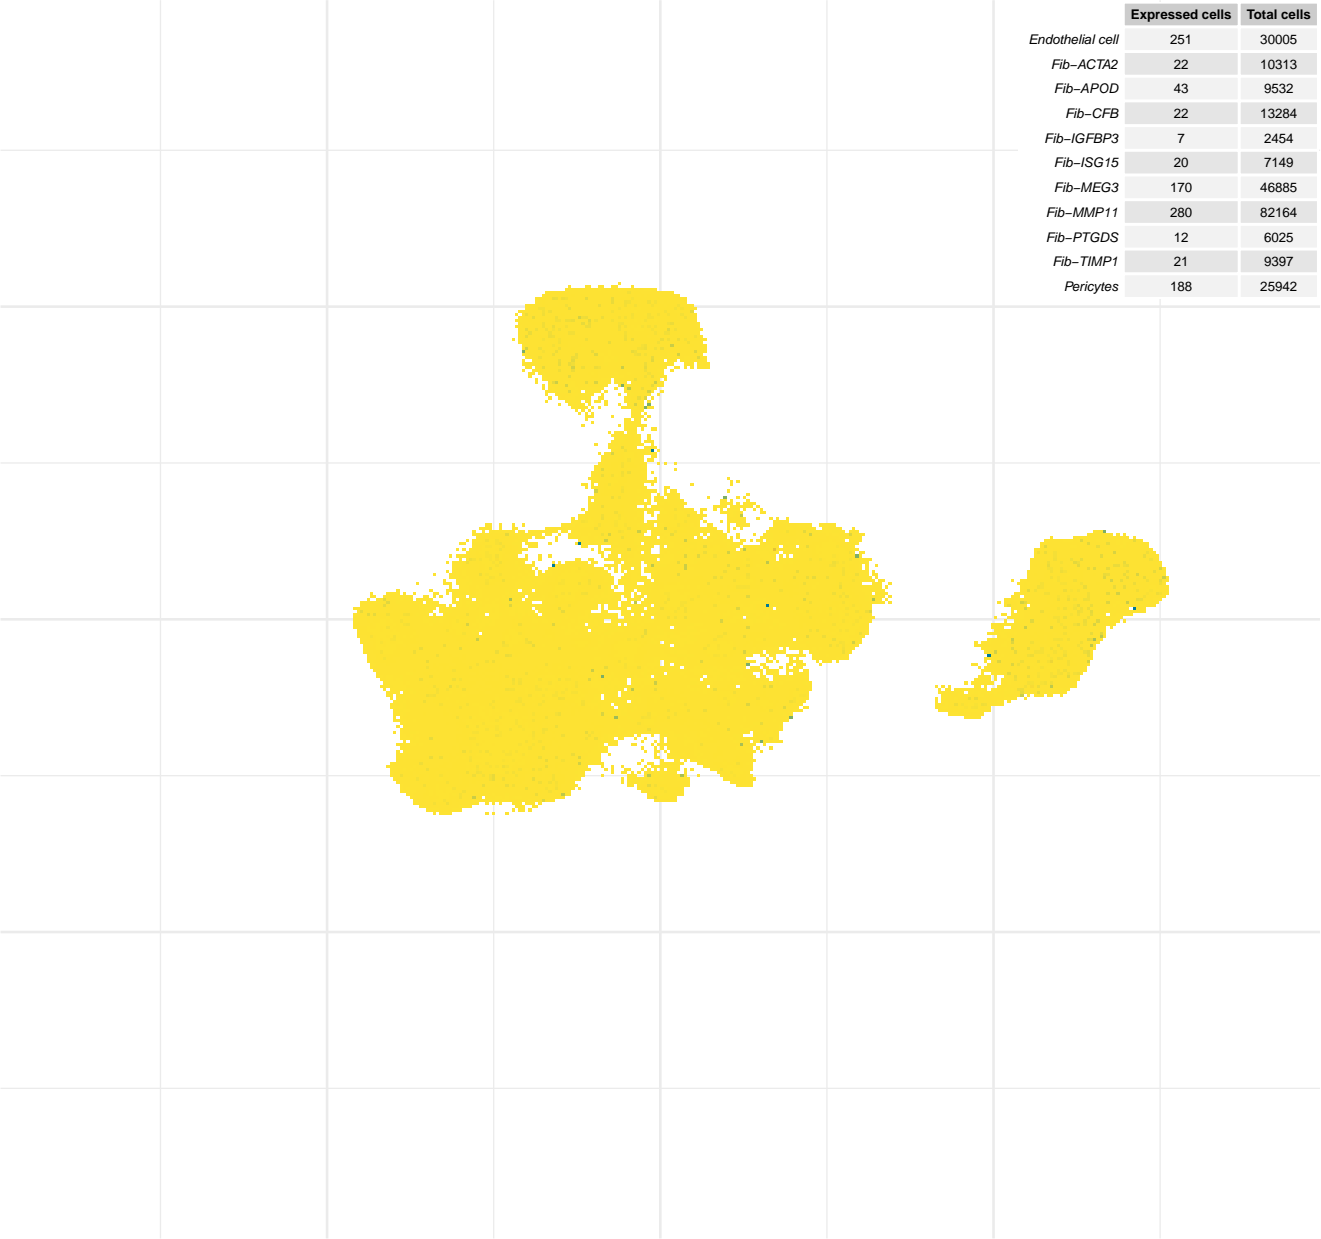 Expressed cells Total cells
Endothelial cell 251 30005
Fib−ACTA2 22 10313
Fib−APOD 43 9532
Fib−CFB 22 13284
Fib−IGFBP3 7 2454
Fib−ISG15 20 7149
Fib−MEG3 170 46885
Fib−MMP11 280 82164
Fib−PTGDS 12 6025
Fib−TIMP1 21 9397
Pericytes 188 25942